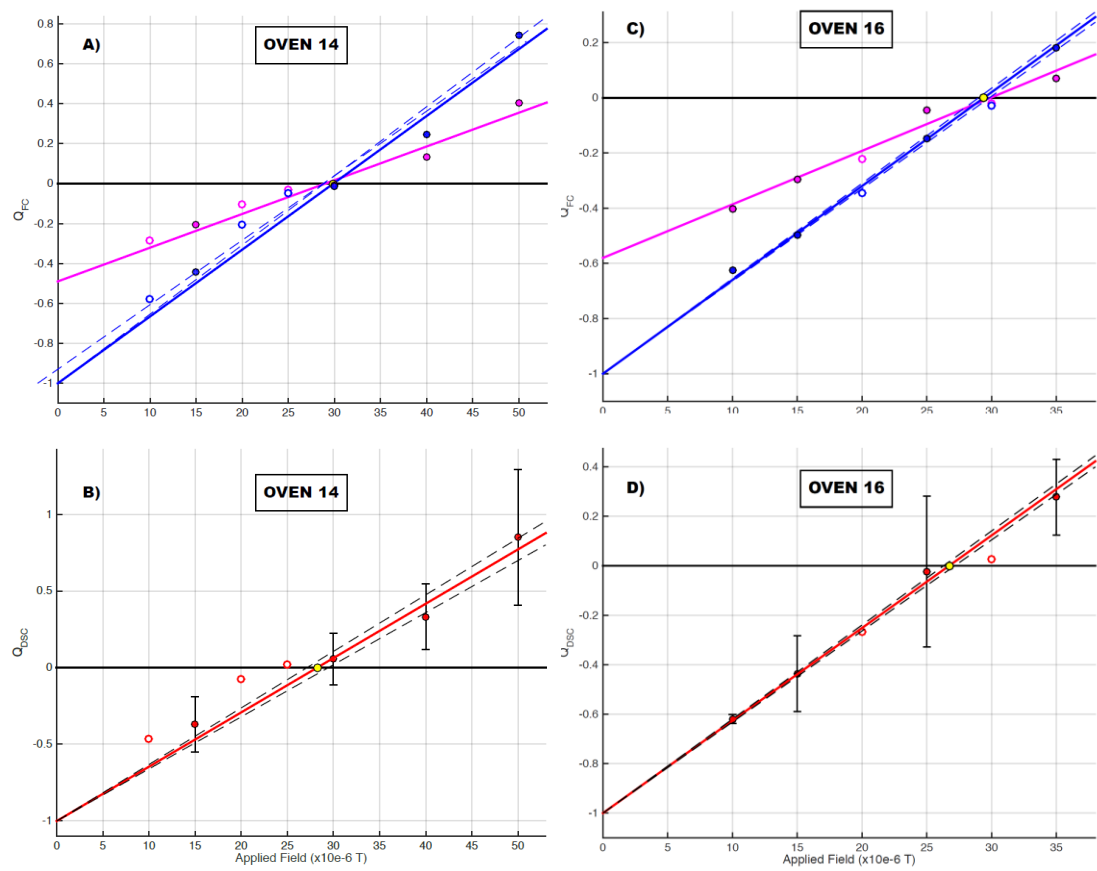 A)
OVEN 14
0.8
0.6
0.4
0.2
0
-0.2
-0.4
-0.6
-0.8
-1
Q_FC
0 5 10 15 20 25 30 35 40 45 50
C)
OVEN 16
0.2
0
-0.2
-0.4
-0.6
-0.8
-1
Q_FC
0 5 10 15 20 25 30 35
B)
OVEN 14
1
0.5
0
-0.5
-1
Q_DSC
0 5 10 15 20 25 30 35 40 45 50
Applied Field (x10e-6 T)
D)
OVEN 16
0.4
0.2
0
-0.2
-0.4
-0.6
-0.8
-1
Q_DSC
0 5 10 15 20 25 30 35
Applied Field (x10e-6 T)